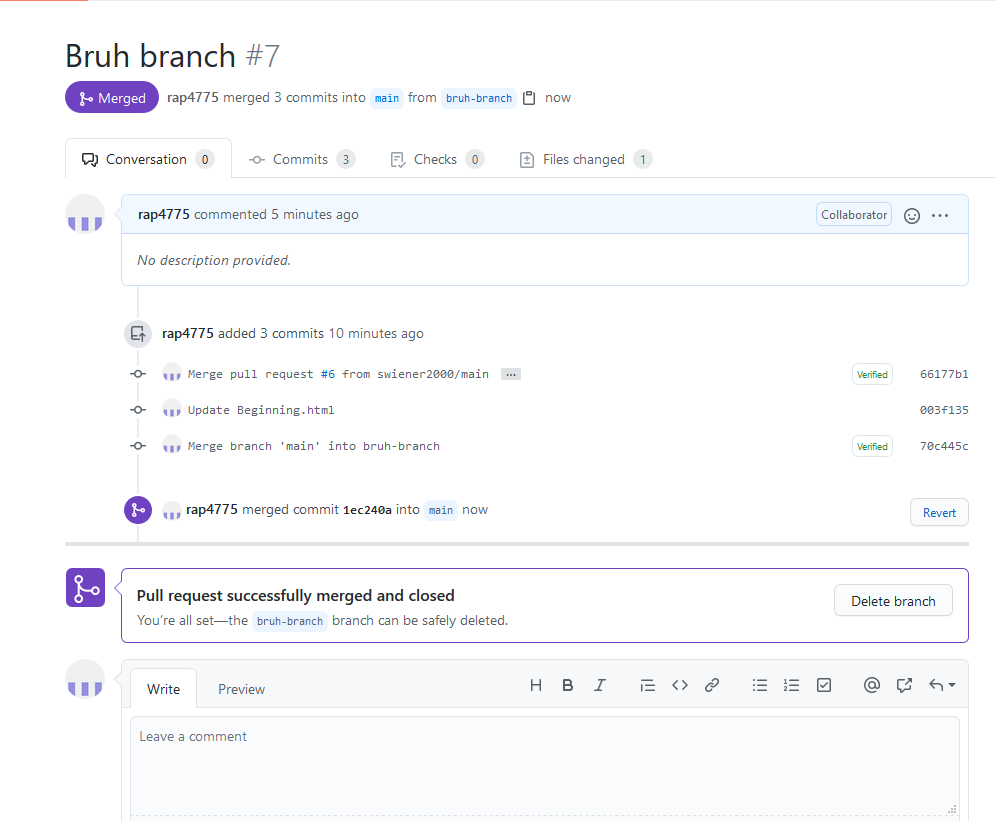 Bruh branch #7
Merged rap4775 merged 3 commits into main from bruh-branch now
Conversation 0 Commits 3 Checks 0 Files changed 1
rap4775 commented 5 minutes ago Collaborator
No description provided.
rap4775 added 3 commits 10 minutes ago
Merge pull request #6 from swiener2000/main ... Verified 66177b1
Update Beginning.html 003f135
Merge branch 'main' into bruh-branch Verified 70c445c
rap4775 merged commit 1ec240a into main now Revert
Pull request successfully merged and closed
You're all set—the bruh-branch branch can be safely deleted.
Delete branch
Write Preview
Leave a comment